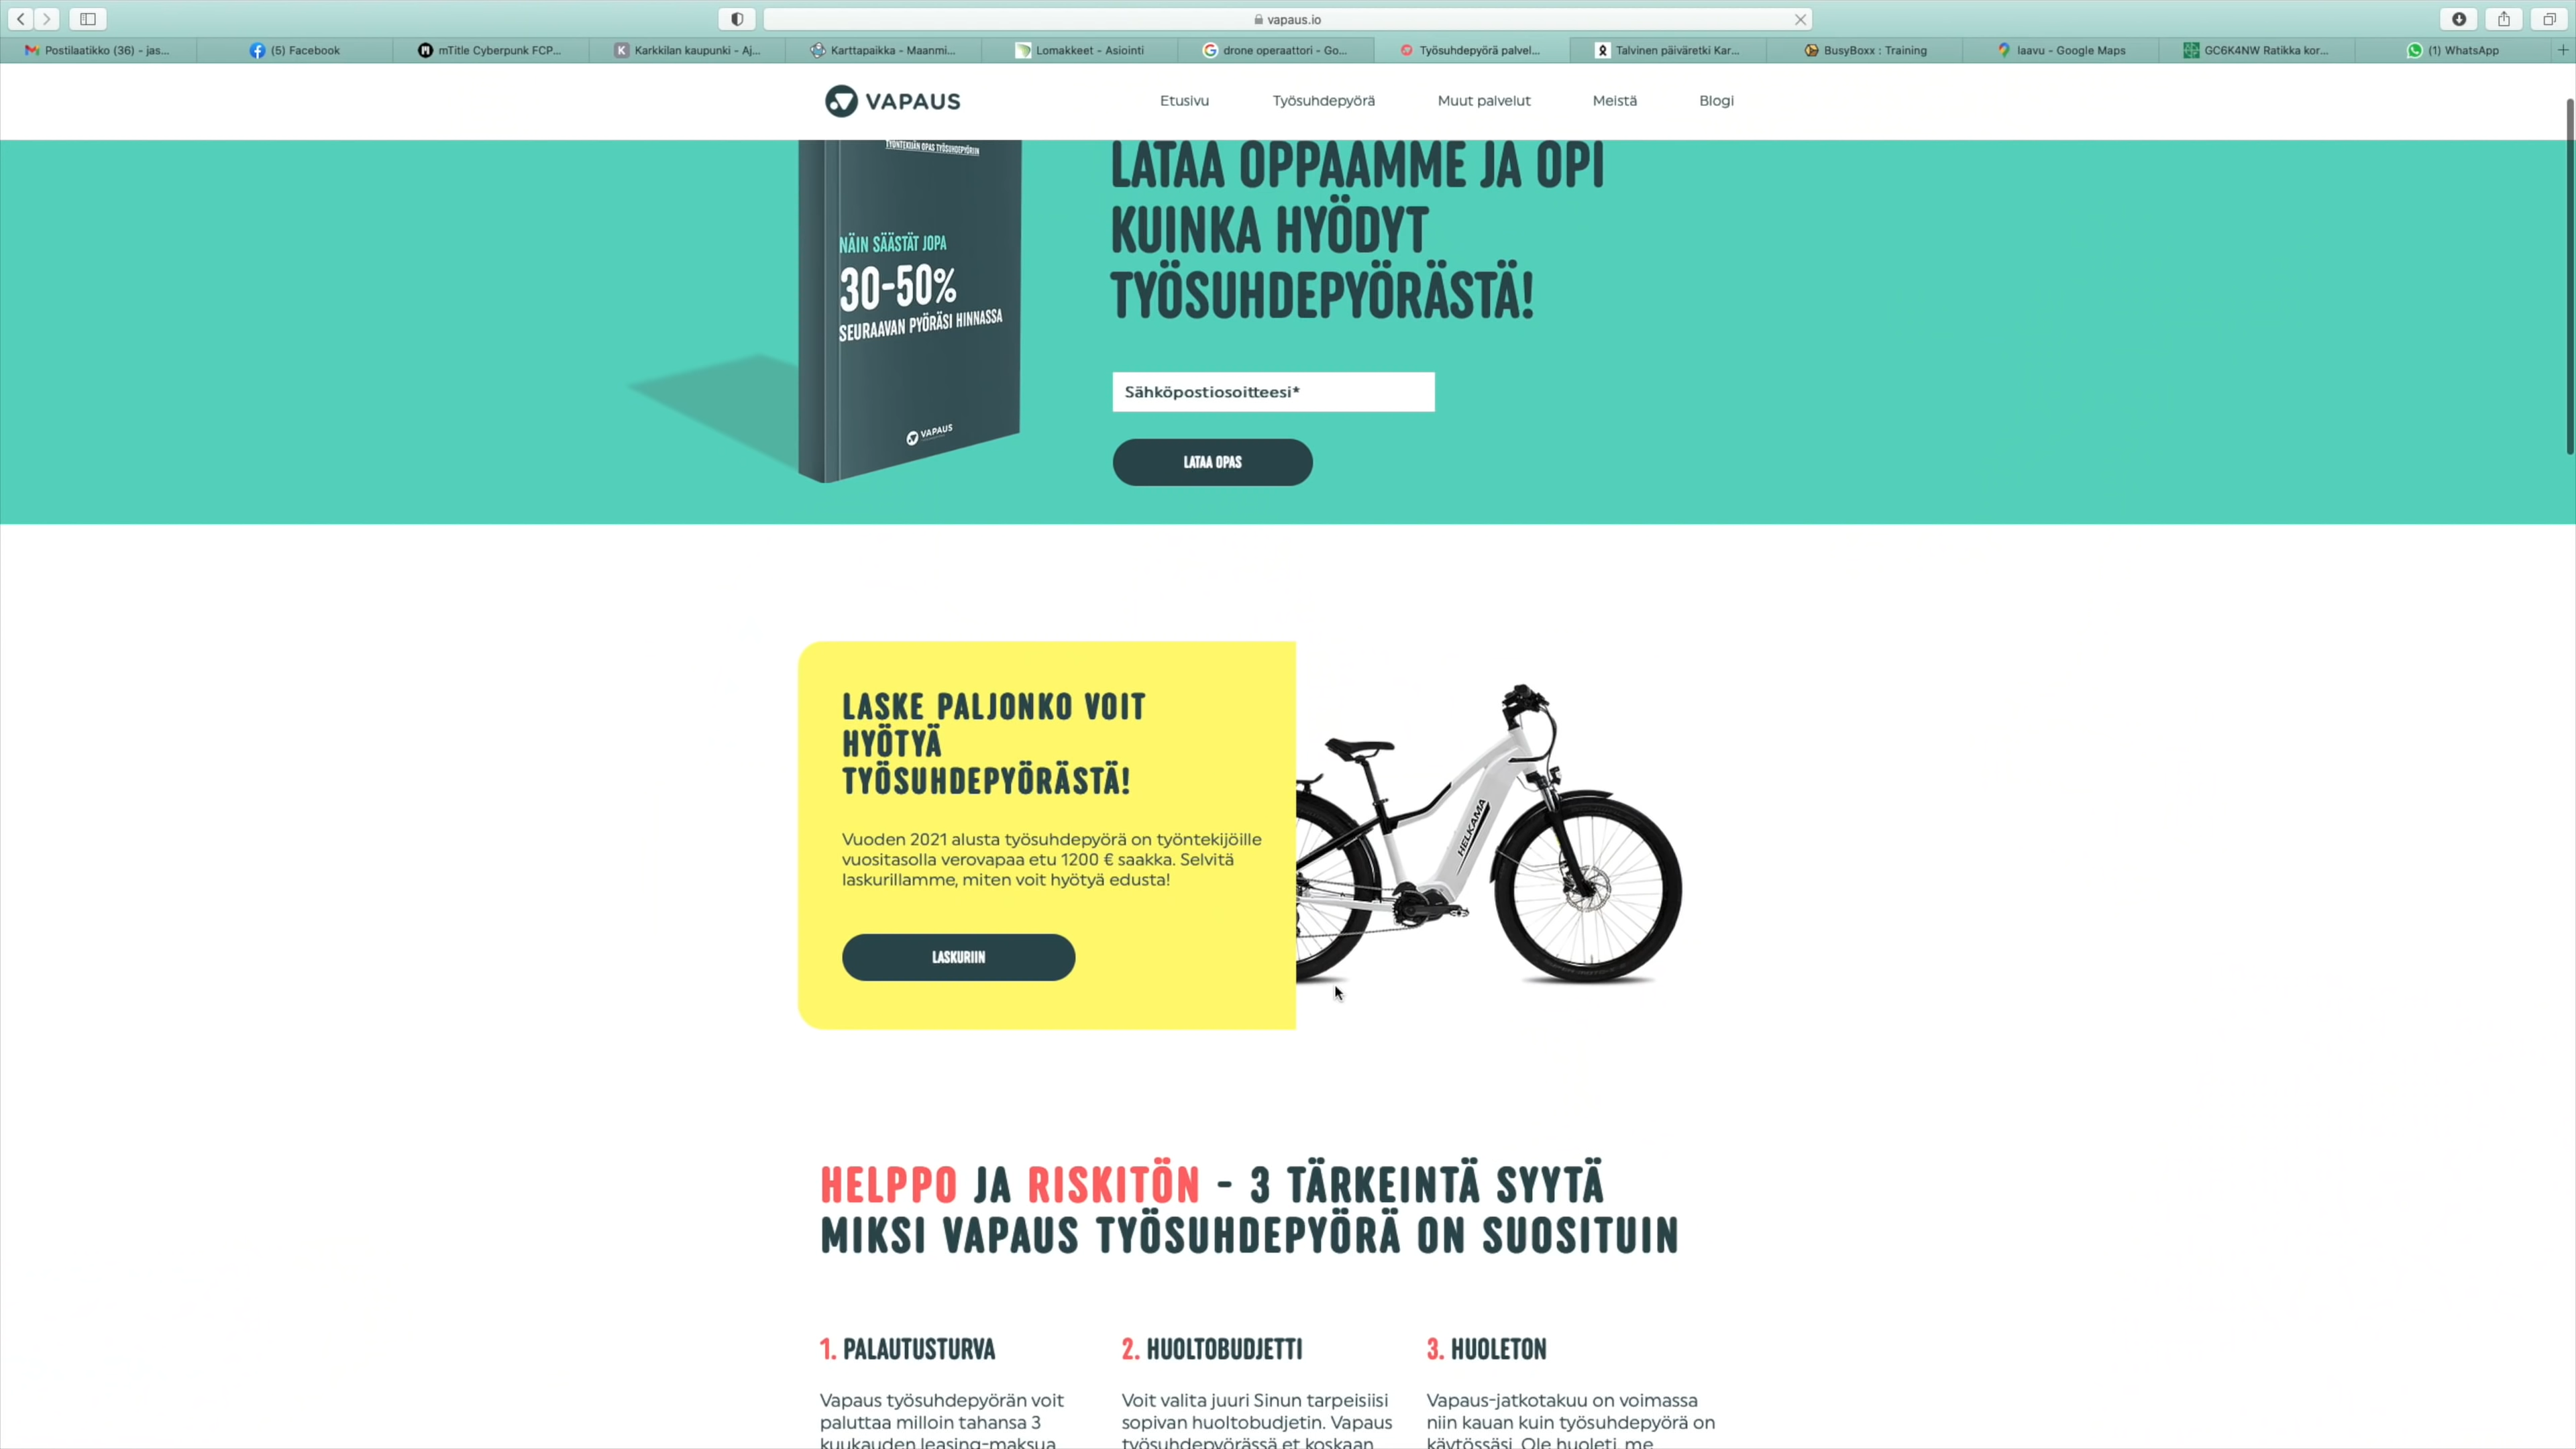 vapaus.io
Postilaatikko (36) - jas...
(5) Facebook
mTitle Cyberpunk FCP...
Karkkilan kaupunki - Aj...
Karttapaikka - Maanmi...
Lomakkeet - Asiointi
drone operaattori - Go...
Työsuhdepyörä palvel...
Talvinen päiväretki Kar...
BusyBoxx : Training
laavu - Google Maps
GC6K4NW Ratikka kor...
(1) WhatsApp
VAPAUS
Etusivu
Työsuhdepyörä
Muut palvelut
Meistä
Blogi
TYÖNTEKIJÄN OPAS TYÖSUHDEPYÖRIIN
NÄIN SÄÄSTÄT JOPA
30-50%
SEURAAVAN PYÖRÄSI HINNASSA
VAPAUS
LATAA OPPAAMME JA OPI
KUINKA HYÖDYT
TYÖSUHDEPYÖRÄSTÄ!
Sähköpostiosoitteesi*
LATAA OPAS
LASKE PALJONKO VOIT
HYÖTYÄ
TYÖSUHDEPYÖRÄSTÄ!
Vuoden 2021 alusta työsuhdepyörä on työntekijöille
vuositasolla verovapaa etu 1200 € saakka. Selvitä
laskurillamme, miten voit hyötyä edusta!
LASKURIIN
HELKAMA
HELPPO JA RISKITÖN - 3 TÄRKEINTÄ SYYTÄ
MIKSI VAPAUS TYÖSUHDEPYÖRÄ ON SUOSITUIN
1. PALAUTUSTURVA
Vapaus työsuhdepyörän voit
paluttaa milloin tahansa 3
kuukauden leasing-maksua
2. HUOLTOBUDJETTI
Voit valita juuri Sinun tarpeisiisi
sopivan huoltobudjetin. Vapaus
työsuhdepyörässä et koskaan
3. HUOLETON
Vapaus-jatkotakuu on voimassa
niin kauan kuin työsuhdepyörä on
käytössäsi. Ole huoleti, me